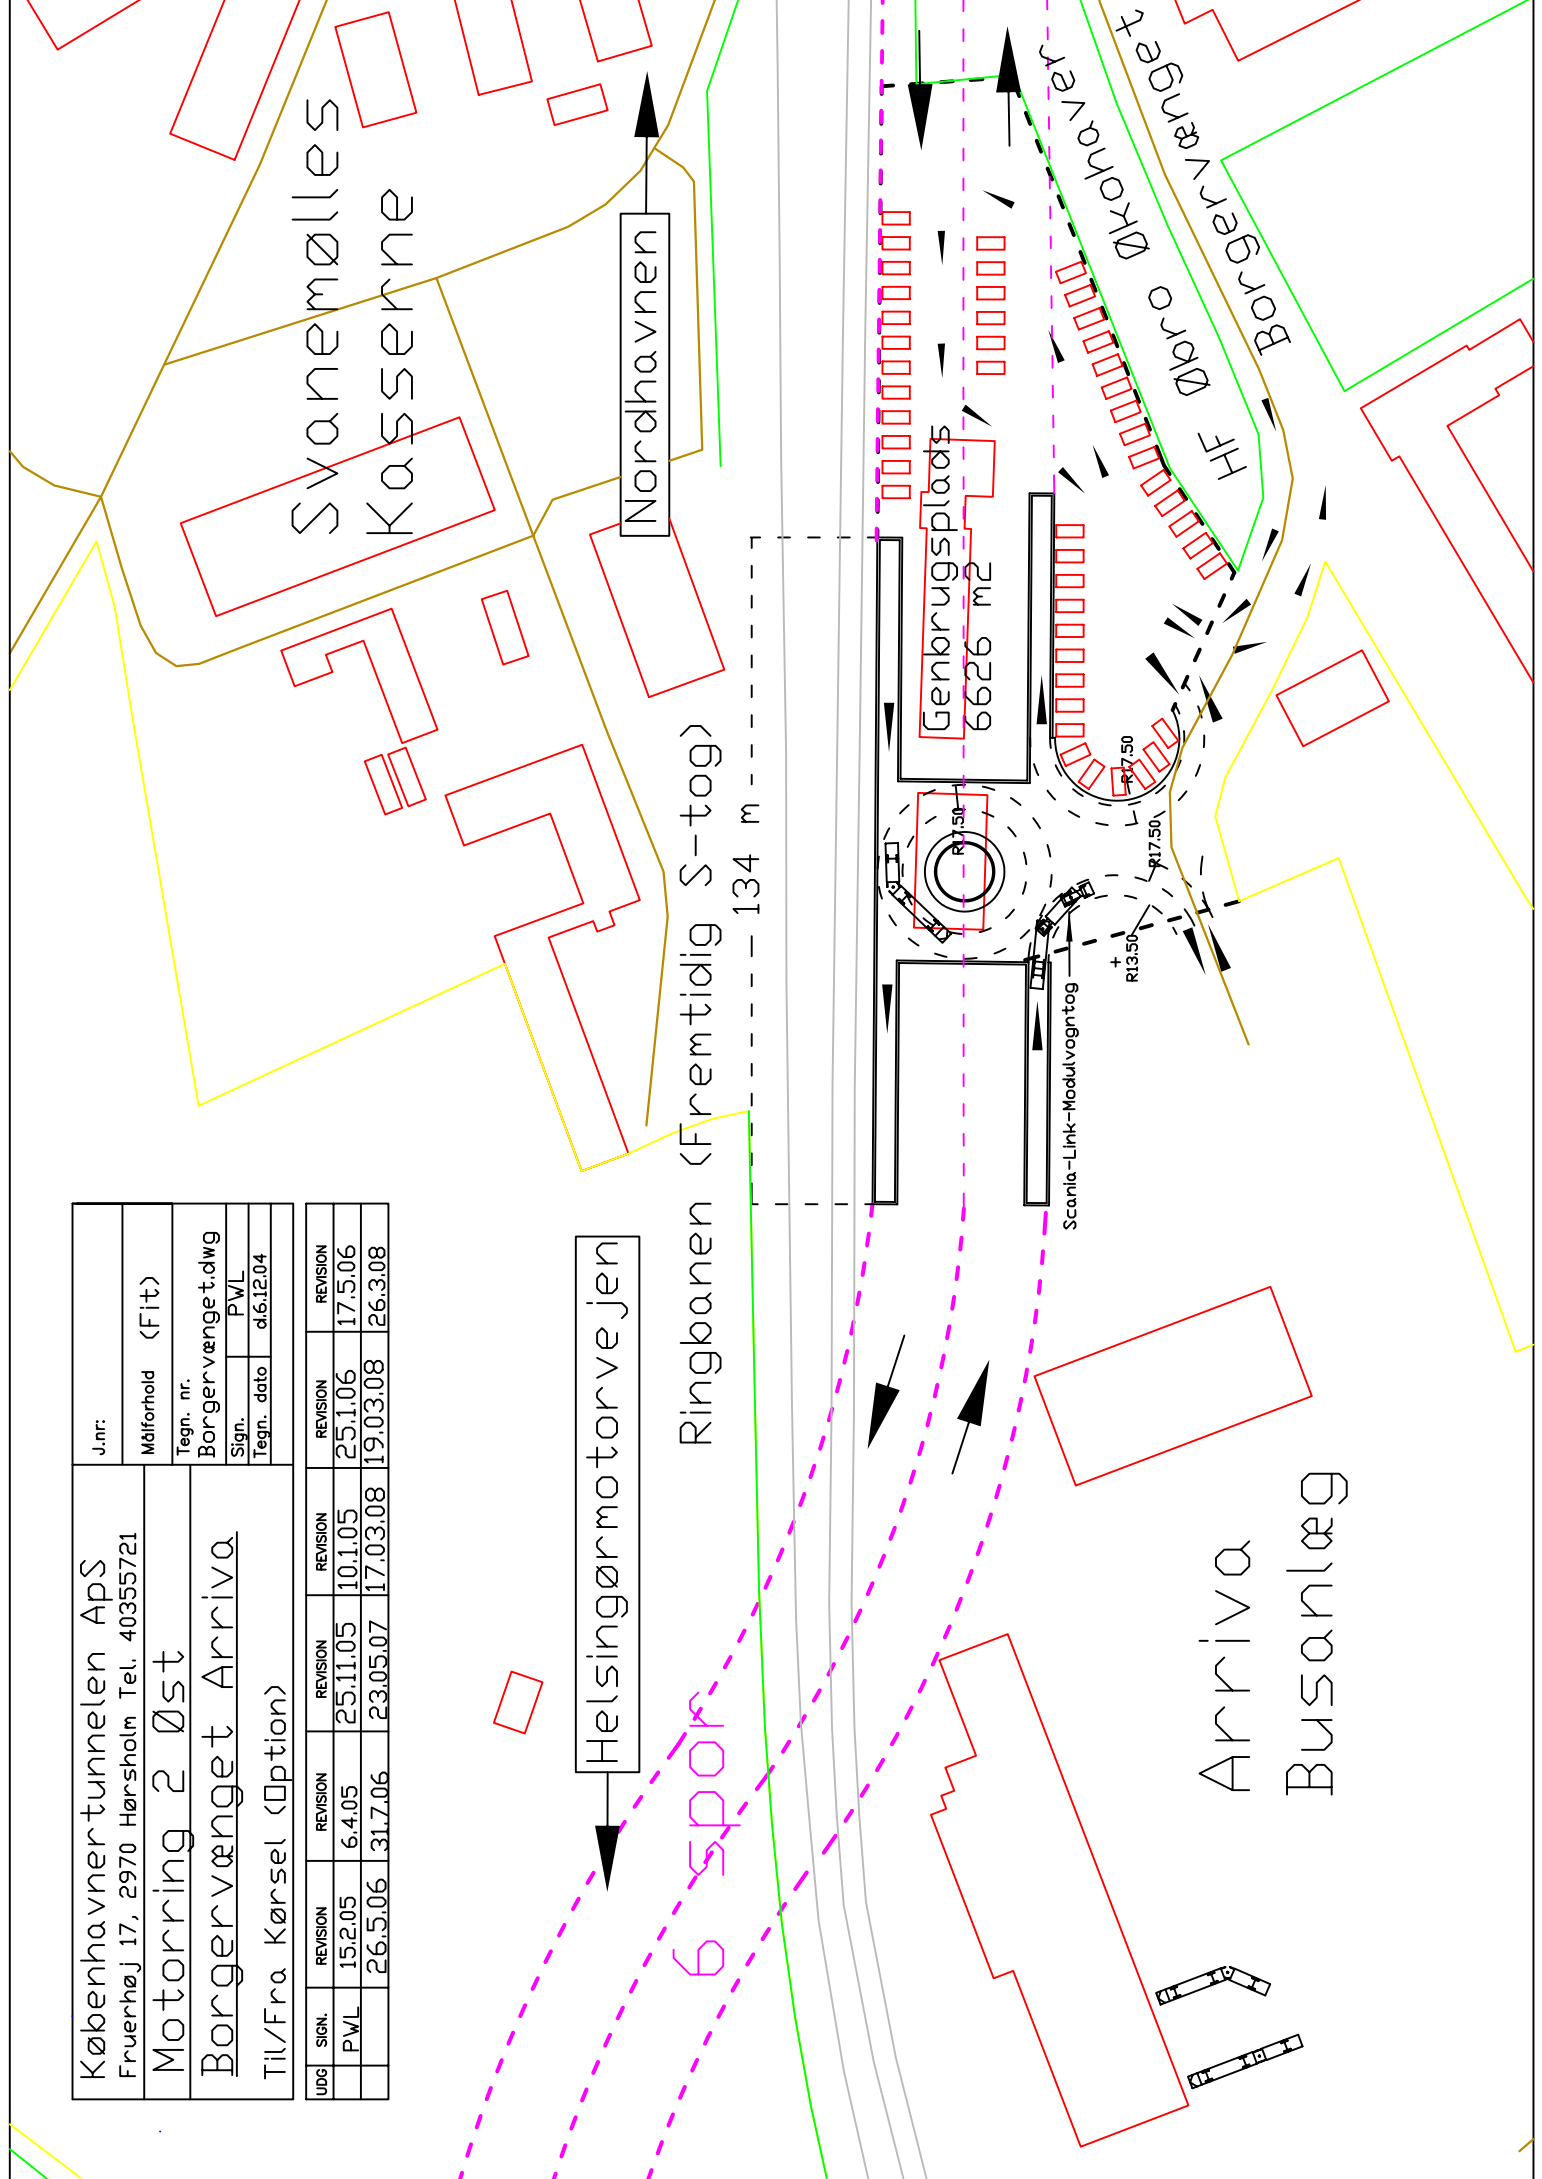 Københavnertunnelen ApS
Fruerhøj 17, 2970 Hørsholm Tel. 40355721
Motorring 2 Øst
Borgervænget Arriva
Til/Fra Kørsel (Option)
J.nr:
Målforhold (Fit)
Tegn. nr.
Borgervænget.dwg
Sign. PWL
Tegn. dato d.6.12.04
UDG SIGN. REVISION REVISION REVISION REVISION REVISION REVISION
PWL 15.2.05 6.4.05 25.11.05 10.1.05 25.1.06 17.5.06
26.5.06 31.7.06 23.05.07 17.03.08 19.03.08 26.3.08
Svanemølles
Kasserne
Nordhavnen
Helsingørmotorvejen
Ringbanen (Fremtidig S-tog)
134 m
6 spor
Genbrugsplads
6626 m2
R17.50
R17.50
R17.50
R13.50
Scania-Link-Modulvogntog
HF Øbro Økohaver
Borgervænget
Arriva
Busanlæg